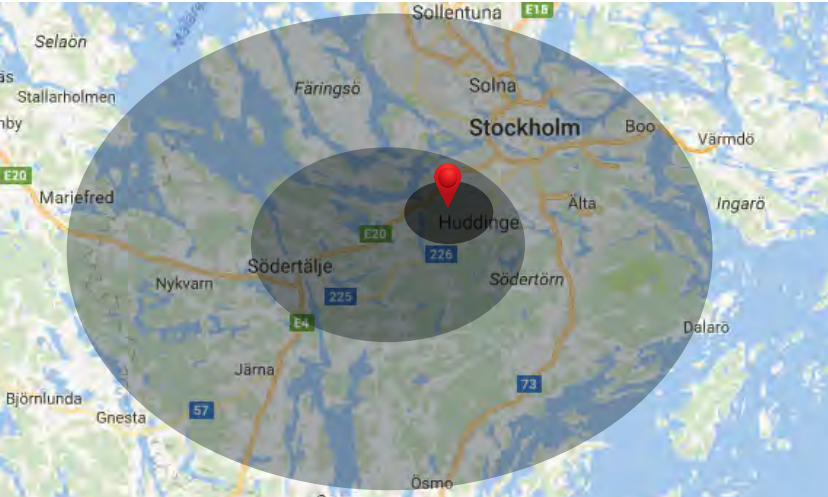 Sollentuna
E18
Selaön
Solna
Färingsö
Stallarholmen
Stockholm
Boo
Värmdö
E20
Mariefred
Älta
Ingarö
Huddinge
E20
226
Södertälje
Södertörn
Nykvarn
225
E4
Dalarö
Järna
73
Björnlunda
57
Gnesta
Ösmo